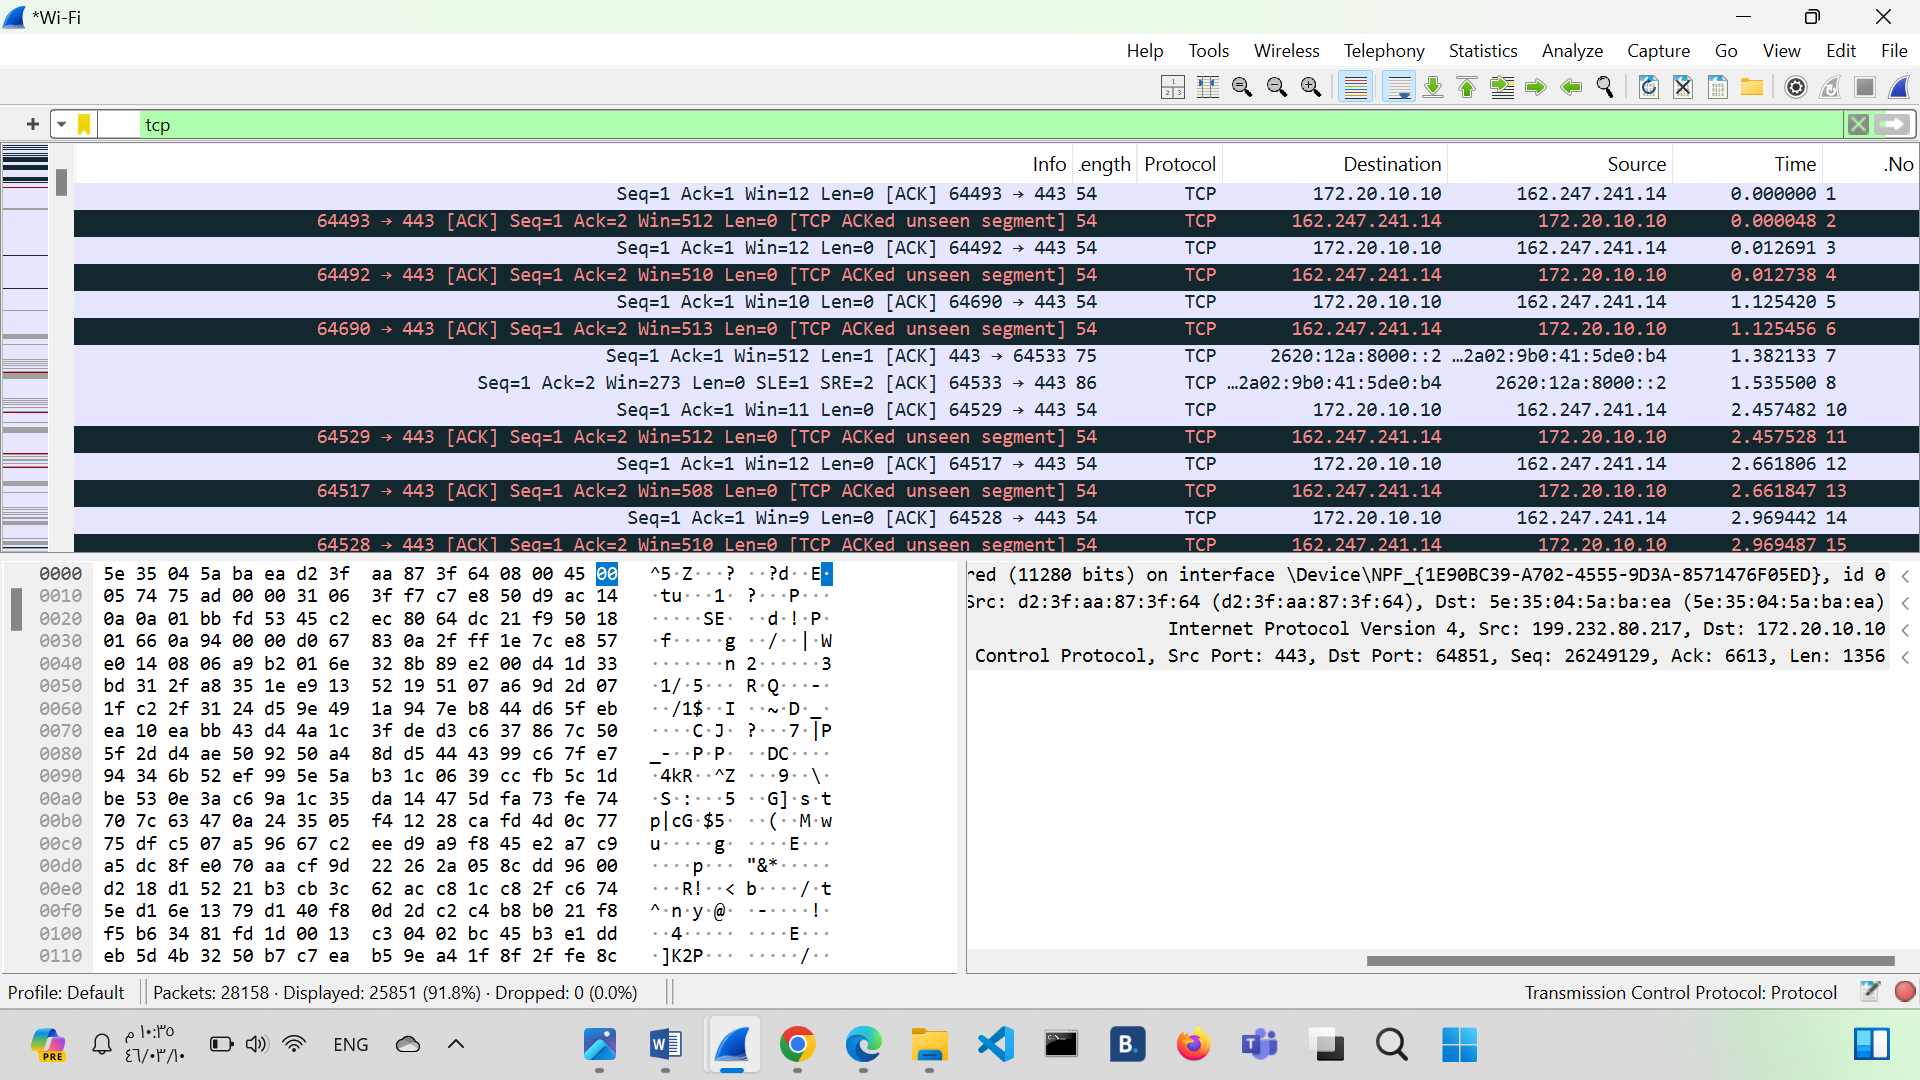 *Wi-Fi
Help Tools Wireless Telephony Statistics Analyze Capture Go View Edit File
tcp
Info .ength Protocol Destination Source Time .No
Seq=1 Ack=1 Win=12 Len=0 [ACK] 64493 → 443 54 TCP 172.20.10.10 162.247.241.14 0.000000 1
64493 → 443 [ACK] Seq=1 Ack=2 Win=512 Len=0 [TCP ACKed unseen segment] 54 TCP 162.247.241.14 172.20.10.10 0.000048 2
Seq=1 Ack=1 Win=12 Len=0 [ACK] 64492 → 443 54 TCP 172.20.10.10 162.247.241.14 0.012691 3
64492 → 443 [ACK] Seq=1 Ack=2 Win=510 Len=0 [TCP ACKed unseen segment] 54 TCP 162.247.241.14 172.20.10.10 0.012738 4
Seq=1 Ack=1 Win=10 Len=0 [ACK] 64690 → 443 54 TCP 172.20.10.10 162.247.241.14 1.125420 5
64690 → 443 [ACK] Seq=1 Ack=2 Win=513 Len=0 [TCP ACKed unseen segment] 54 TCP 162.247.241.14 172.20.10.10 1.125456 6
Seq=1 Ack=1 Win=512 Len=1 [ACK] 443 → 64533 75 TCP 2620:12a:8000::2 …2a02:9b0:41:5de0:b4 1.382133 7
Seq=1 Ack=2 Win=273 Len=0 SLE=1 SRE=2 [ACK] 64533 → 443 86 TCP …2a02:9b0:41:5de0:b4 2620:12a:8000::2 1.535500 8
Seq=1 Ack=1 Win=11 Len=0 [ACK] 64529 → 443 54 TCP 172.20.10.10 162.247.241.14 2.457482 10
64529 → 443 [ACK] Seq=1 Ack=2 Win=512 Len=0 [TCP ACKed unseen segment] 54 TCP 162.247.241.14 172.20.10.10 2.457528 11
Seq=1 Ack=1 Win=12 Len=0 [ACK] 64517 → 443 54 TCP 172.20.10.10 162.247.241.14 2.661806 12
64517 → 443 [ACK] Seq=1 Ack=2 Win=508 Len=0 [TCP ACKed unseen segment] 54 TCP 162.247.241.14 172.20.10.10 2.661847 13
Seq=1 Ack=1 Win=9 Len=0 [ACK] 64528 → 443 54 TCP 172.20.10.10 162.247.241.14 2.969442 14
64528 → 443 [ACK] Seq=1 Ack=2 Win=510 Len=0 [TCP ACKed unseen segment] 54 TCP 162.247.241.14 172.20.10.10 2.969487 15
0000 5e 35 04 5a ba ea d2 3f aa 87 3f 64 08 00 45 00 ^5·Z···? ··?d··E·
0010 05 74 75 ad 00 00 31 06 3f f7 c7 e8 50 d9 ac 14 ·tu···1· ?···P···
0020 0a 0a 01 bb fd 53 45 c2 ec 80 64 dc 21 f9 50 18 ·····SE· ··d·!·P·
0030 01 66 0a 94 00 00 d0 67 83 0a 2f ff 1e 7c e8 57 ·f·····g ··/··|·W
0040 e0 14 08 06 a9 b2 01 6e 32 8b 89 e2 00 d4 1d 33 ·······n 2······3
0050 bd 31 2f a8 35 1e e9 13 52 19 51 07 a6 9d 2d 07 ·1/·5··· R·Q···-·
0060 1f c2 2f 31 24 d5 9e 49 1a 94 7e b8 44 d6 5f eb ··/1$··I ··~·D·_·
0070 ea 10 ea bb 43 d4 4a 1c 3f de d3 c6 37 86 7c 50 ····C·J· ?···7·|P
0080 5f 2d d4 ae 50 92 50 a4 8d d5 44 43 99 c6 7f e7 _-··P·P· ··DC····
0090 94 34 6b 52 ef 99 5e 5a b3 1c 06 39 cc fb 5c 1d ·4kR··^Z ···9··\·
00a0 be 53 0e 3a c6 9a 1c 35 da 14 47 5d fa 73 fe 74 ·S·:···5 ··G]·s·t
00b0 70 7c 63 47 0a 24 35 05 f4 12 28 ca fd 4d 0c 77 p|cG·$5· ··(··M·w
00c0 75 df c5 07 a5 96 67 c2 ee d9 a9 f8 45 e2 a7 c9 u·····g· ····E···
00d0 a5 dc 8f e0 70 aa cf 9d 22 26 2a 05 8c dd 96 00 ····p··· "&*·····
00e0 d2 18 d1 52 21 b3 cb 3c 62 ac c8 1c c8 2f c6 74 ···R!··< b····/·t
00f0 5e d1 6e 13 79 d1 40 f8 0d 2d c2 c4 b8 b0 21 f8 ^·n·y·@· ·-····!·
0100 f5 b6 34 81 fd 1d 00 13 c3 04 02 bc 45 b3 e1 dd ··4····· ····E···
0110 eb 5d 4b 32 50 b7 c7 ea b5 9e a4 1f 8f 2f fe 8c ·]K2P··· ·····/··
red (11280 bits) on interface \Device\NPF_{1E90BC39-A702-4555-9D3A-8571476F05ED}, id 0
Src: d2:3f:aa:87:3f:64 (d2:3f:aa:87:3f:64), Dst: 5e:35:04:5a:ba:ea (5e:35:04:5a:ba:ea)
Internet Protocol Version 4, Src: 199.232.80.217, Dst: 172.20.10.10
Control Protocol, Src Port: 443, Dst Port: 64851, Seq: 26249129, Ack: 6613, Len: 1356
Profile: Default Packets: 28158 · Displayed: 25851 (91.8%) · Dropped: 0 (0.0%) Transmission Control Protocol: Protocol
PRE
١٠:٣٥ م
٤٦/٠٣/١٠
ENG
B.